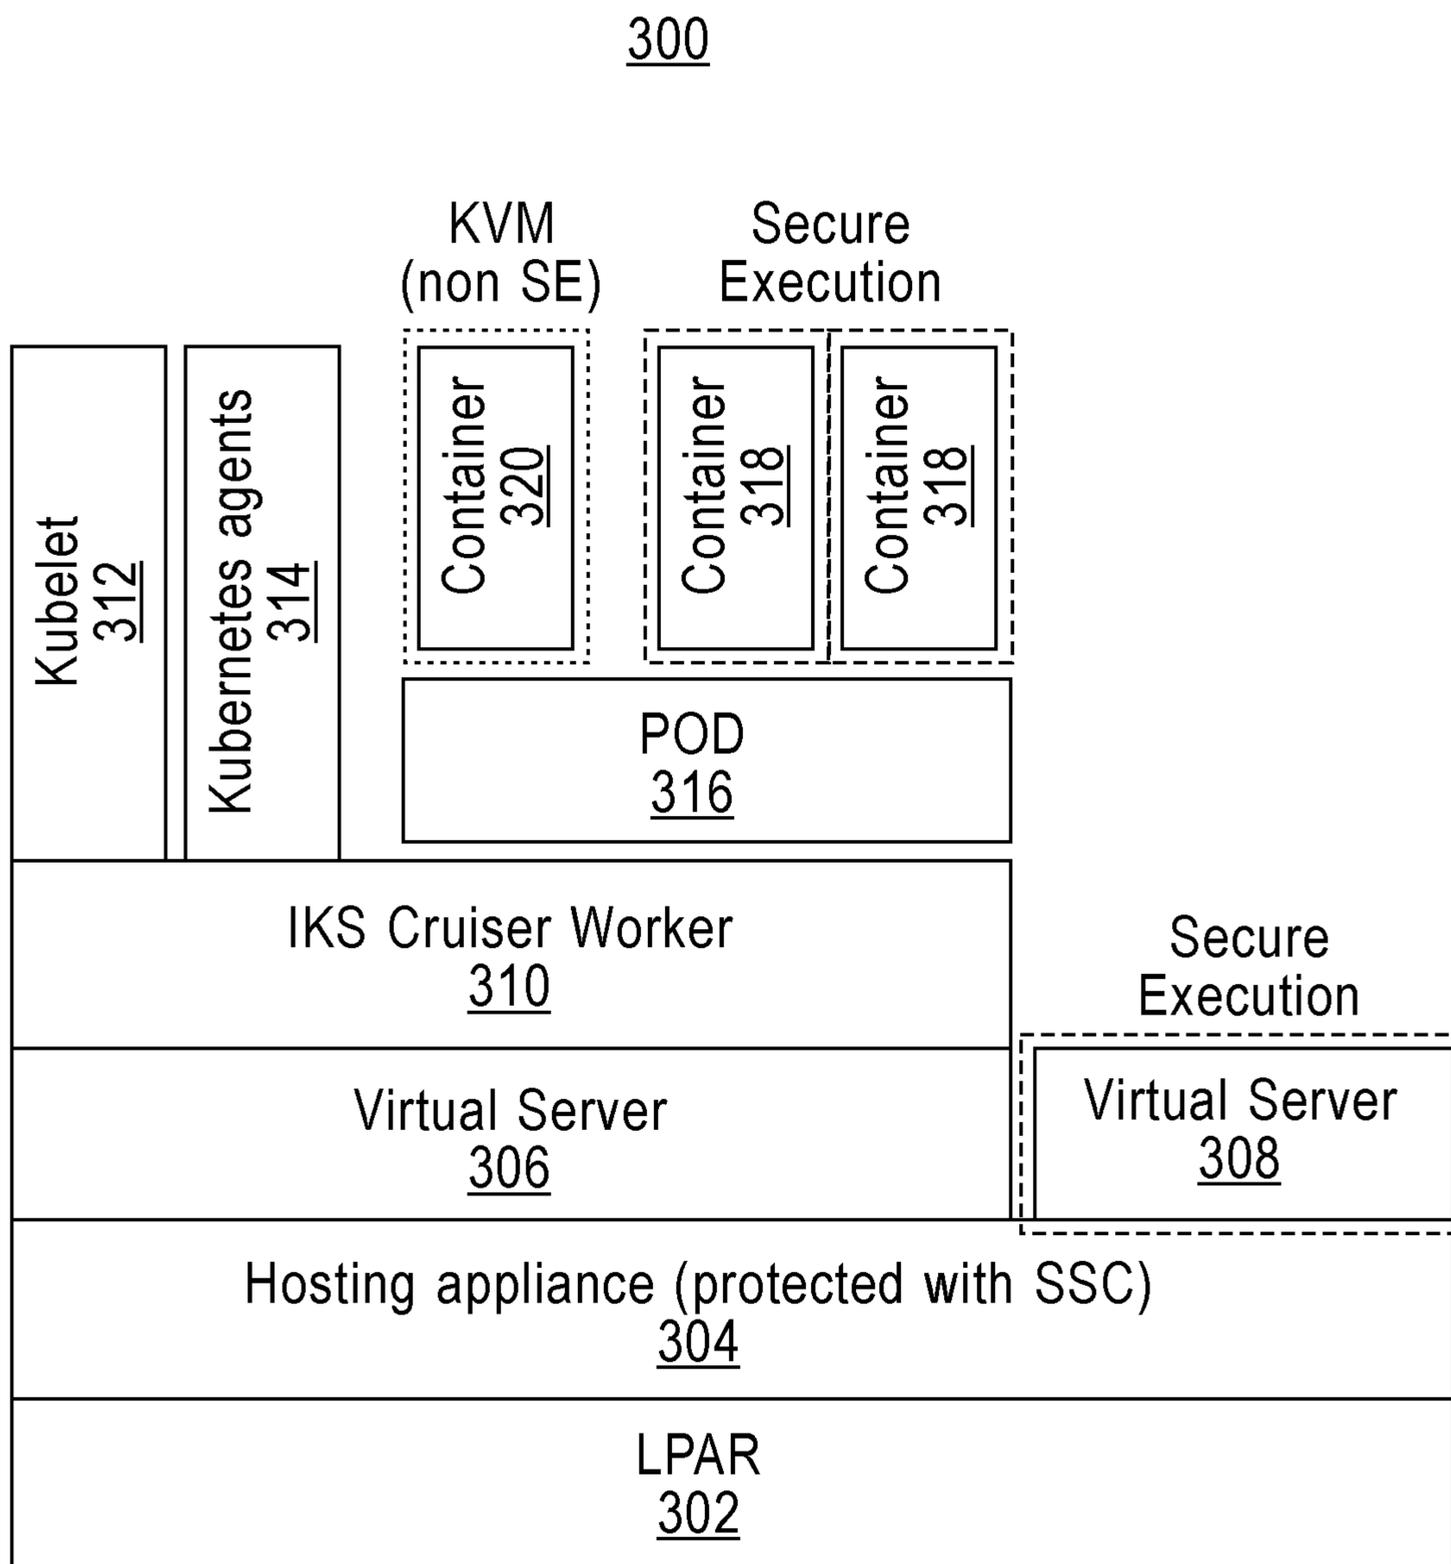 300
KVM
(non SE)
Secure
Execution
Kubelet
312
Kubernetes agents
314
Container
320
Container
318
Container
318
POD
316
IKS Cruiser Worker
310
Secure
Execution
Virtual Server
306
Virtual Server
308
Hosting appliance (protected with SSC)
304
LPAR
302